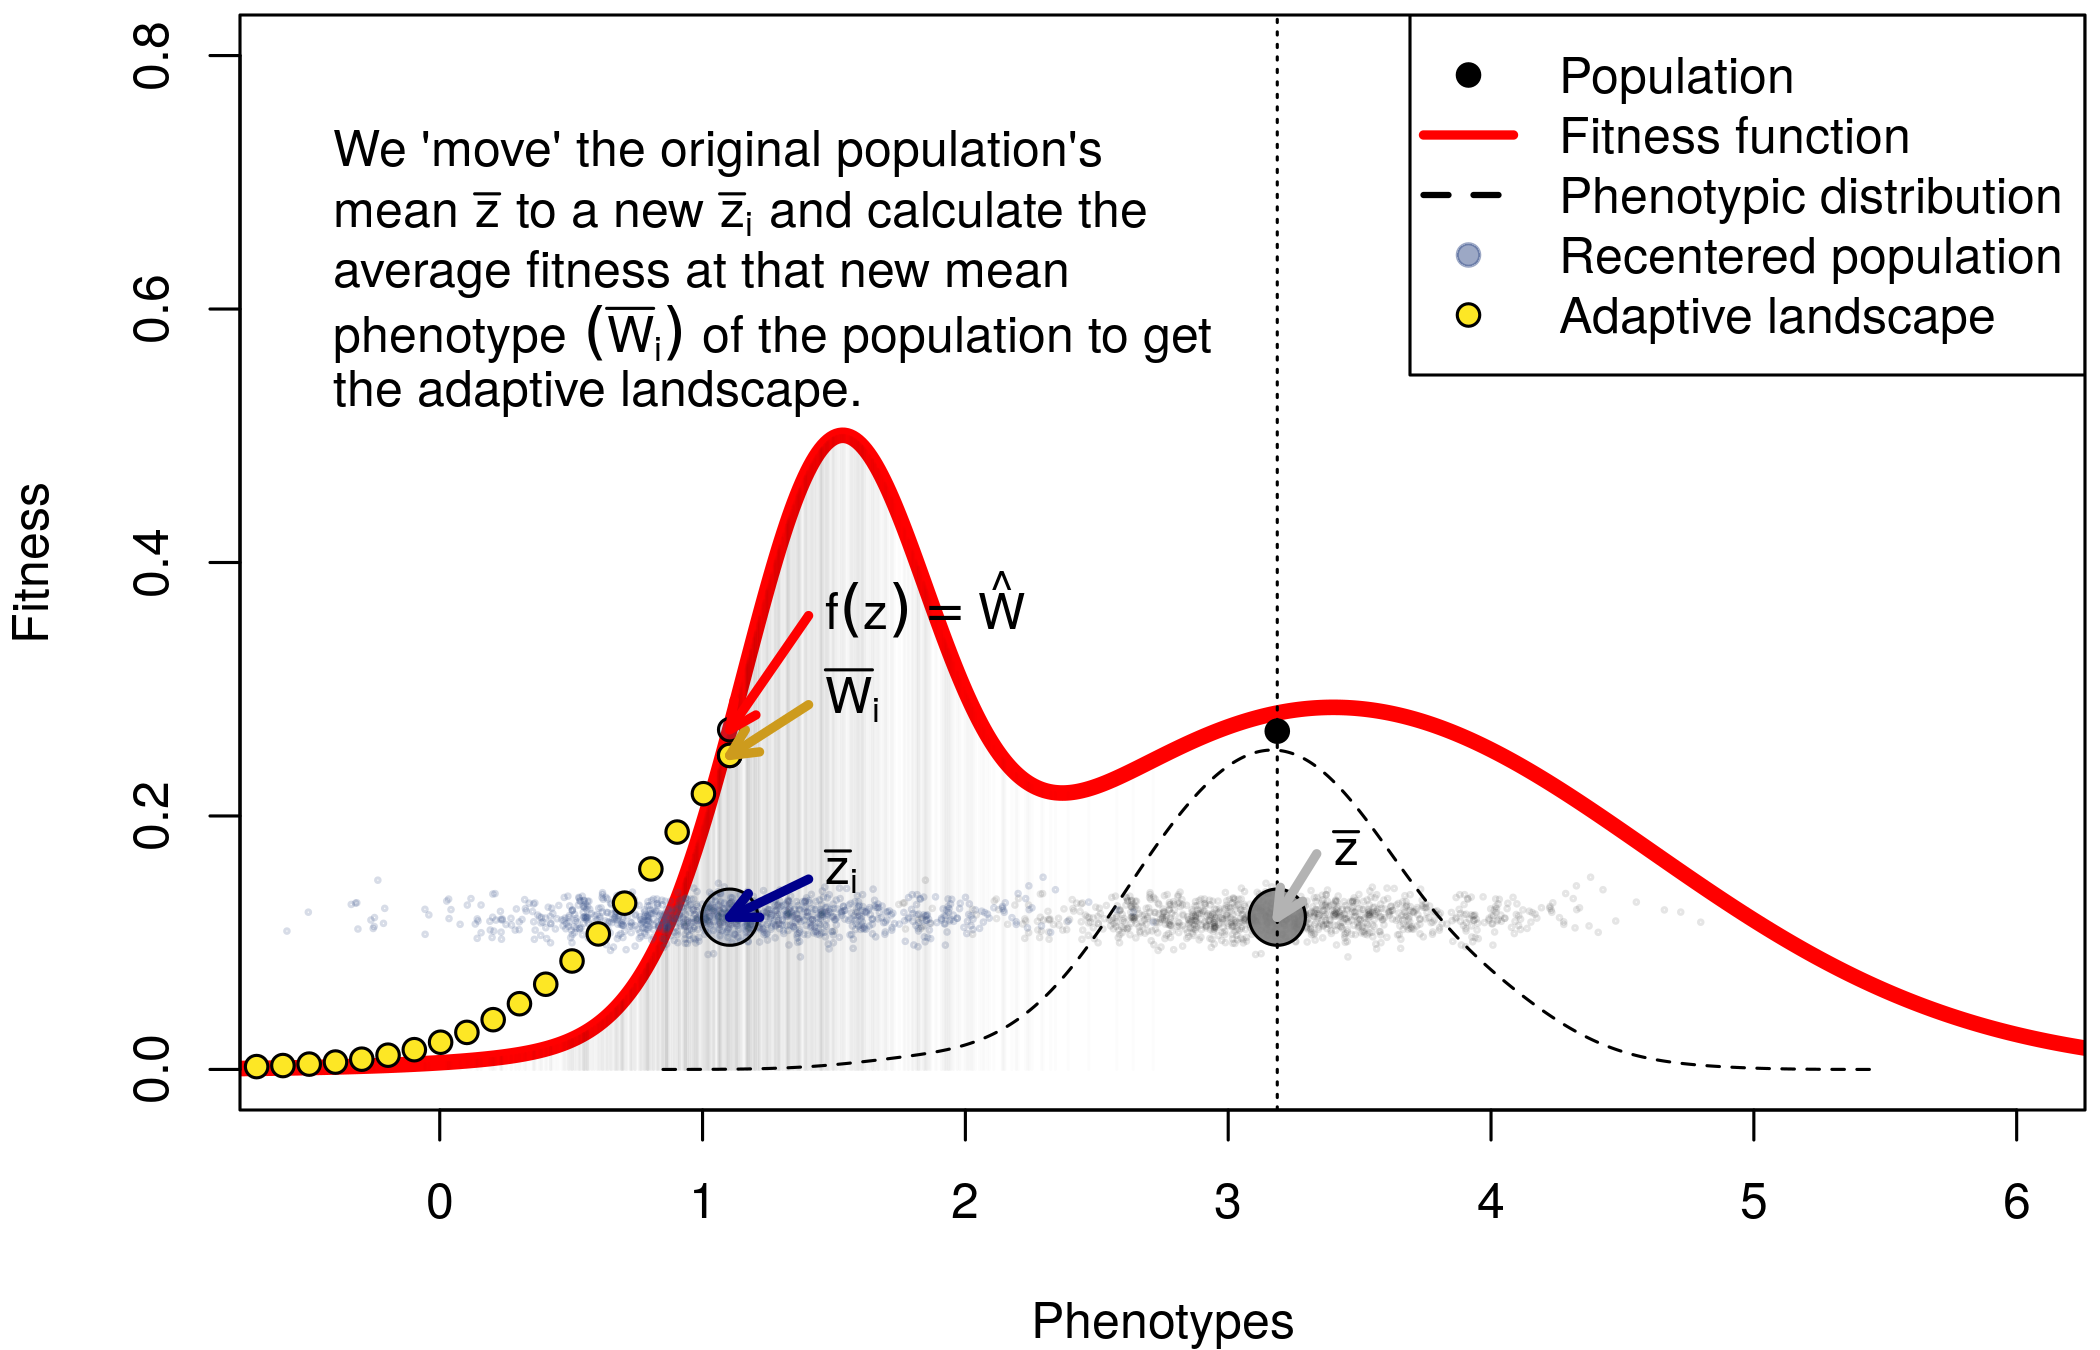 We 'move' the original population's
mean z̅ to a new z̅ᵢ and calculate the
average fitness at that new mean
phenotype (W̅ᵢ) of the population to get
the adaptive landscape.
Population
Fitness function
Phenotypic distribution
Recentered population
Adaptive landscape
f(z) = Ŵ
W̅ᵢ
z̅ᵢ
z̅
Fitness
0.8
0.6
0.4
0.2
0.0
0 1 2 3 4 5 6
Phenotypes